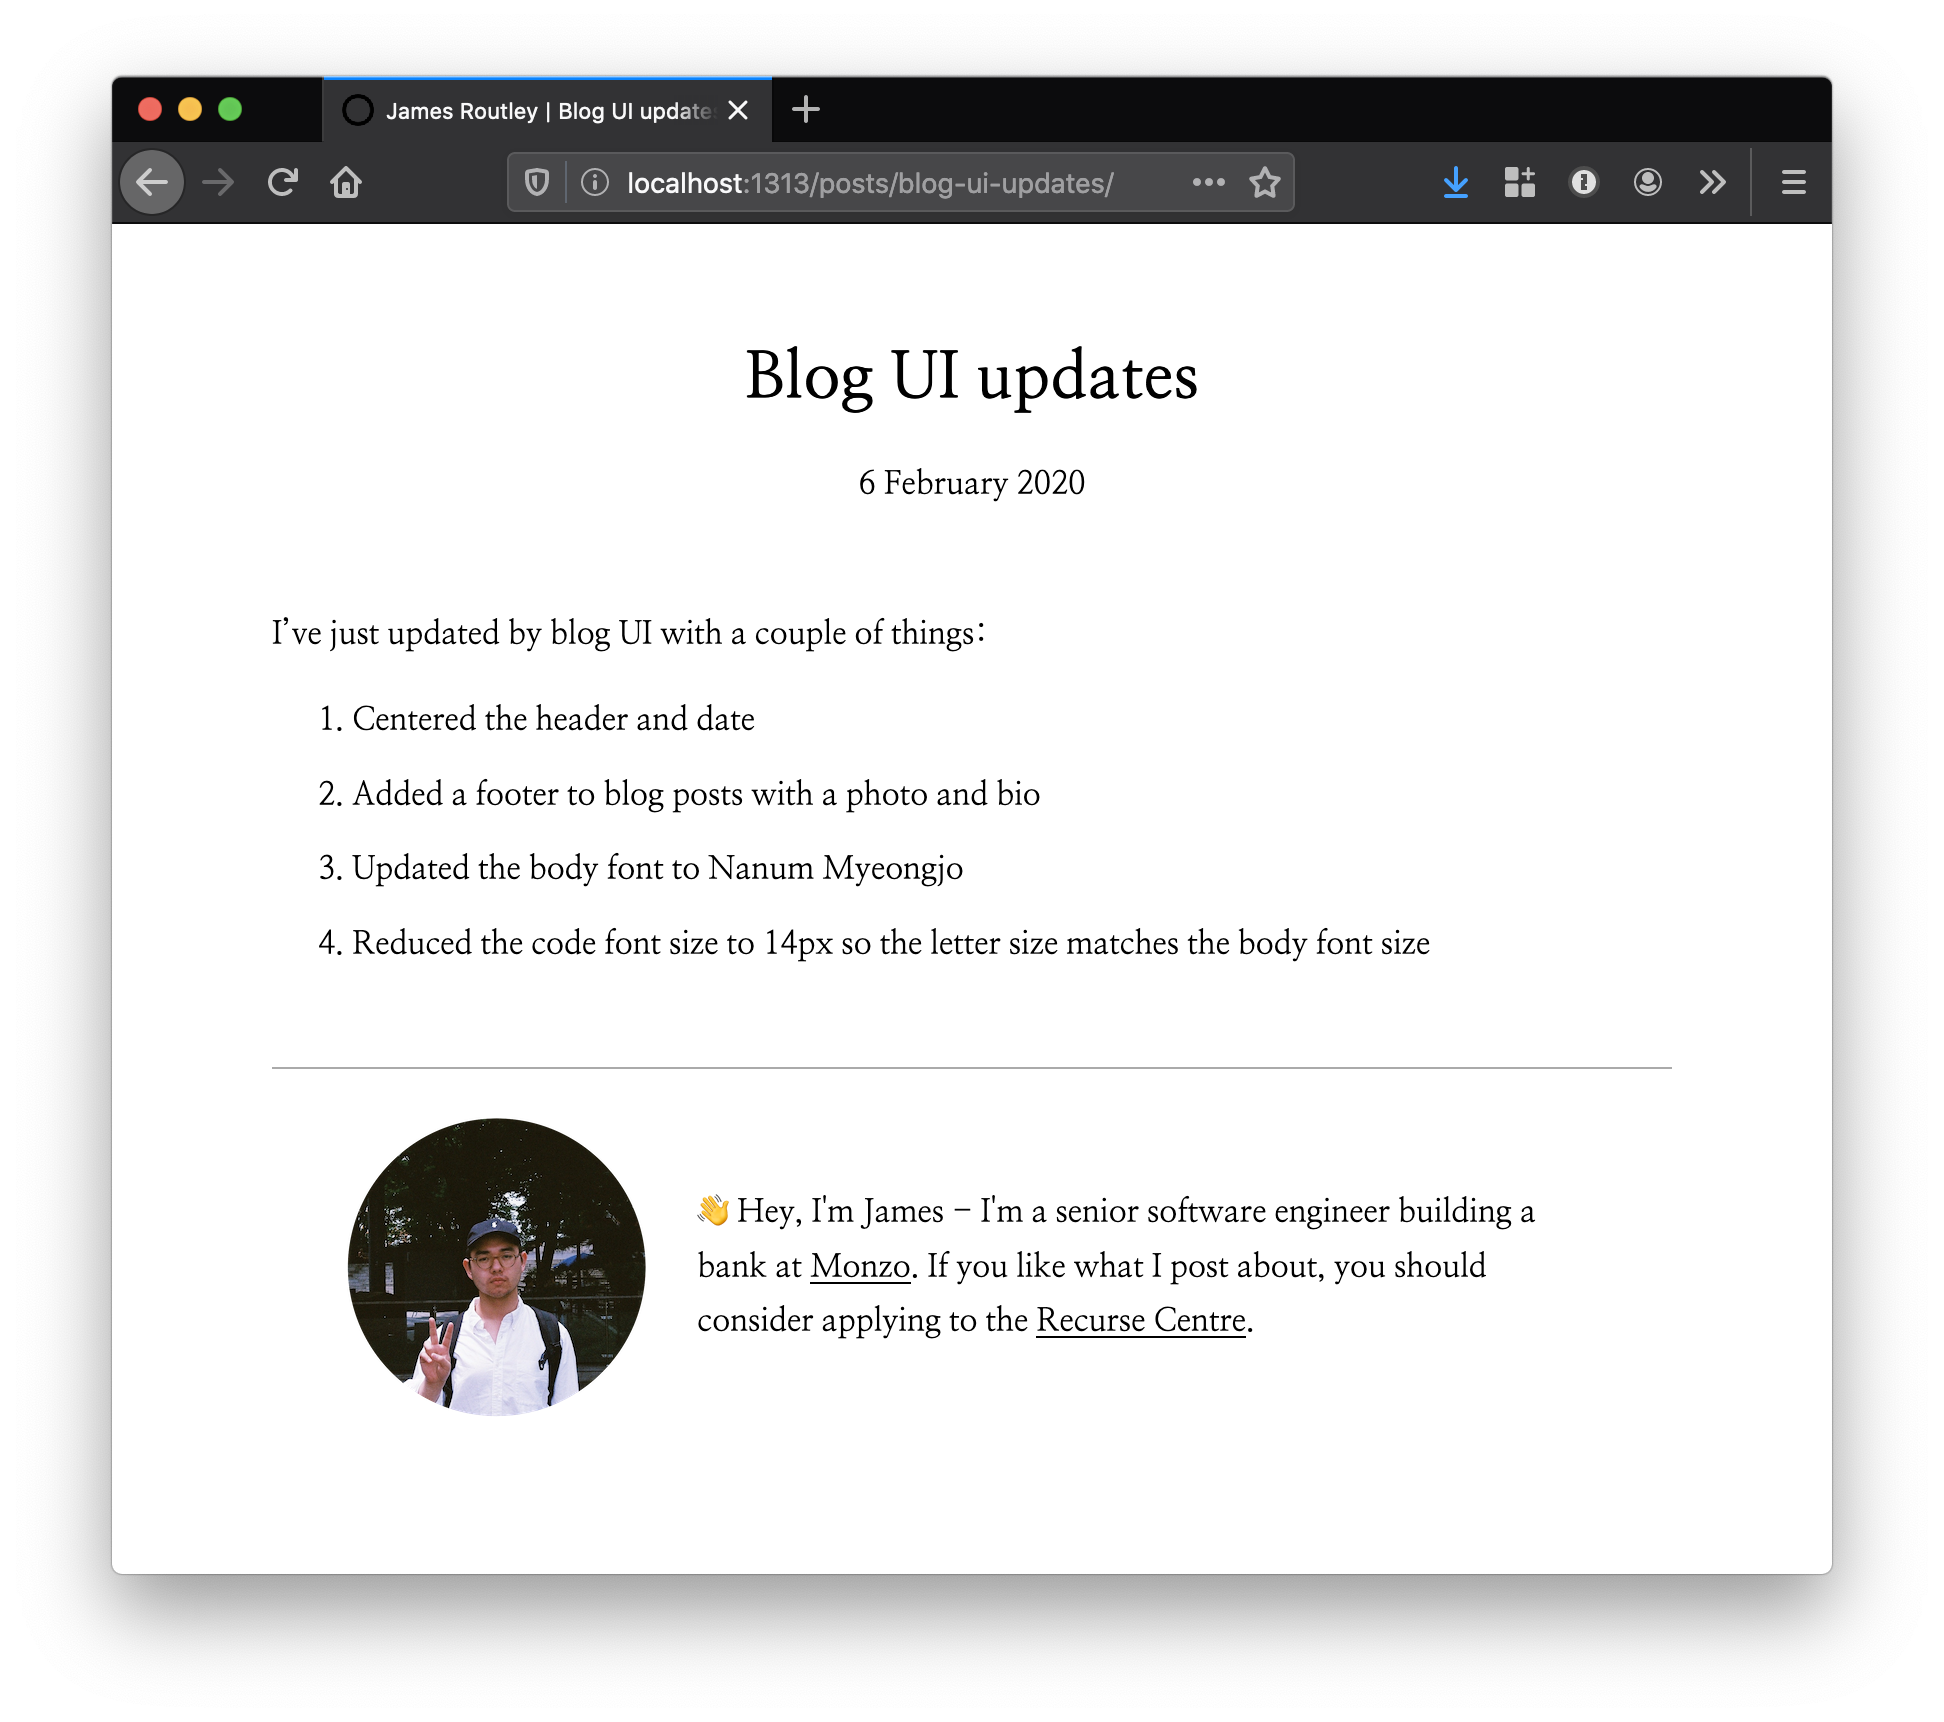 James Routley | Blog UI update
localhost:1313/posts/blog-ui-updates/
Blog UI updates
6 February 2020
I’ve just updated by blog UI with a couple of things:
1. Centered the header and date
2. Added a footer to blog posts with a photo and bio
3. Updated the body font to Nanum Myeongjo
4. Reduced the code font size to 14px so the letter size matches the body font size
👋 Hey, I'm James – I'm a senior software engineer building a
bank at Monzo. If you like what I post about, you should
consider applying to the Recurse Centre.